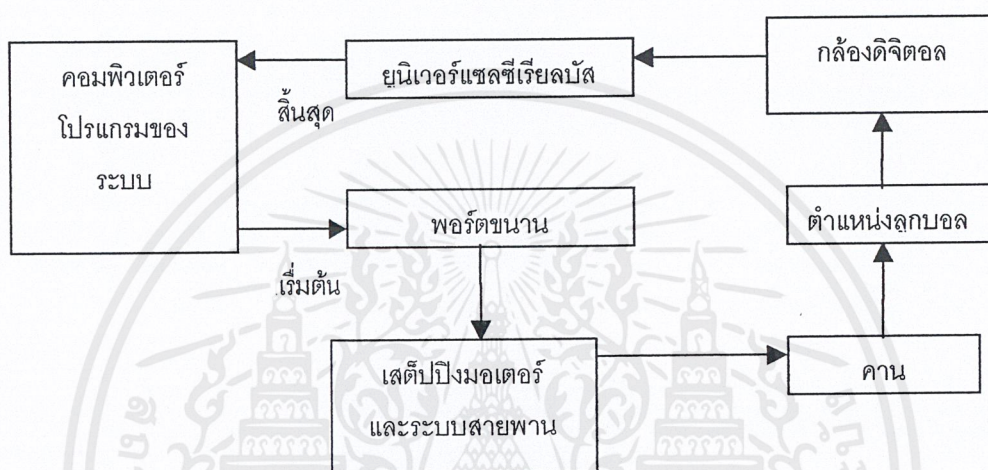 คอมพิวเตอร์
โปรแกรมของ
ระบบ
ยูนิเวอร์แซลซีเรียลบัส
กล้องดิจิตอล
สิ้นสุด
พอร์ตขนาน
ตำแหน่งลูกบอล
เริ่มต้น
เสต็ปปิงมอเตอร์
และระบบสายพาน
คาน